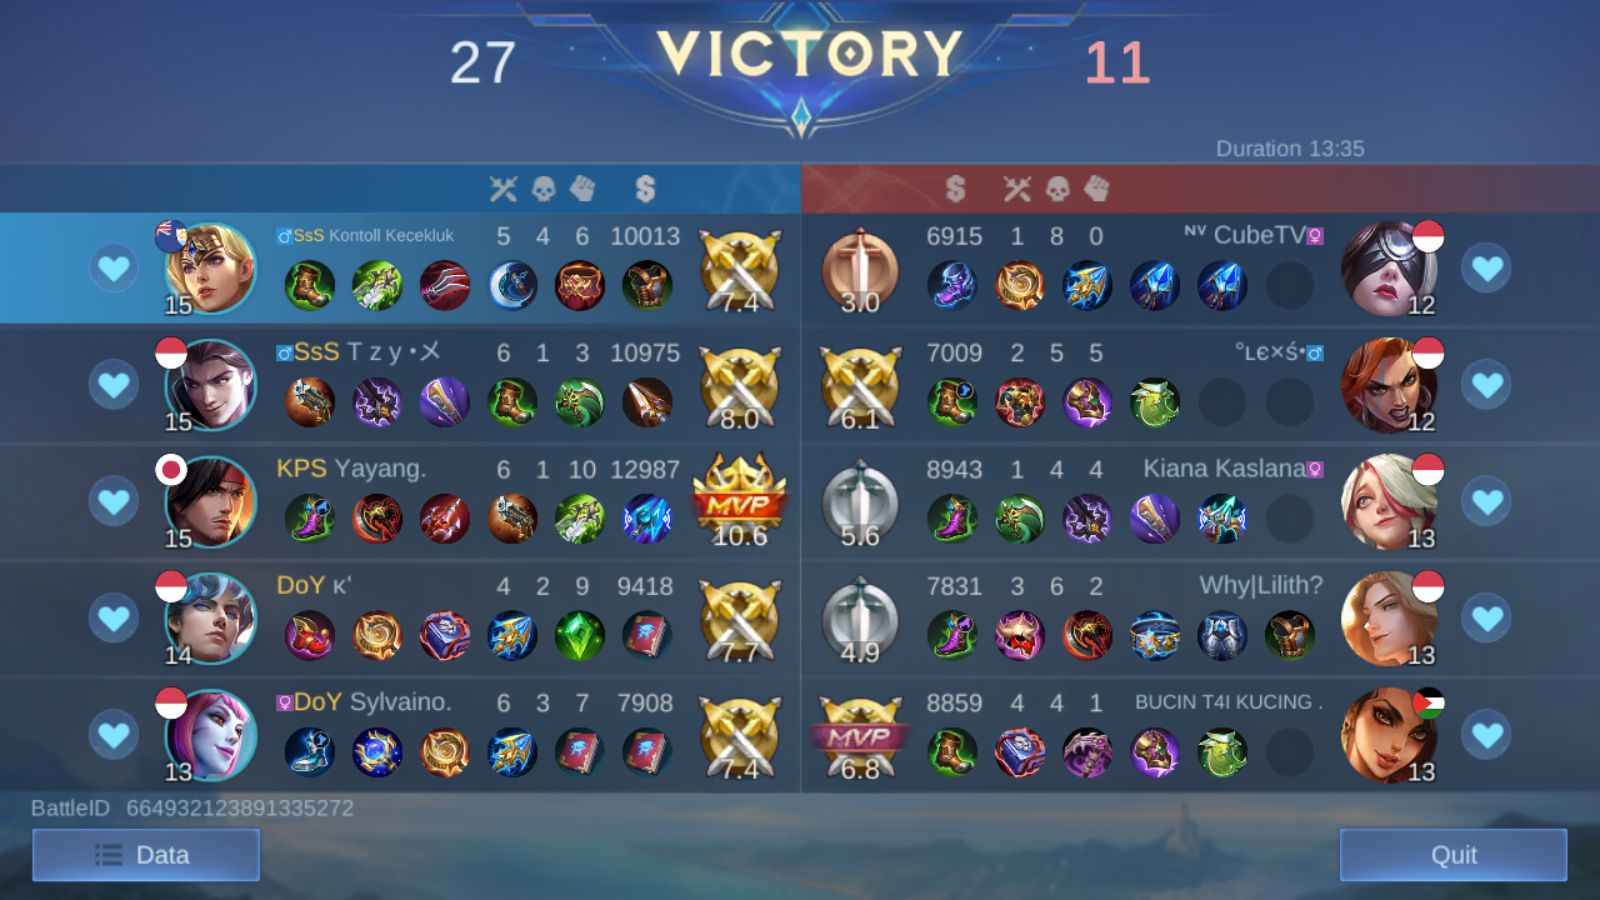 27 VICTORY 11
Duration 13:35
SsS Kontoll Kecekluk 5 4 6 10013
15 7.4
6915 1 8 0 ᴺⱽ CubeTV
3.0 12
SsS T z y •メ 6 1 3 10975
15 8.0
7009 2 5 5 °ʟє×ś•
6.1 12
KPS Yayang. 6 1 10 12987
MVP
15 10.6
8943 1 4 4 Kiana Kaslana
5.6 13
DoY ĸ' 4 2 9 9418
14 7.7
7831 3 6 2 Why|Lilith?
4.9 13
DoY Sylvaino. 6 3 7 7908
13 7.4
8859 4 4 1 BUCIN T4I KUCING .
MVP
6.8 13
BattleID 664932123891335272
Data
Quit